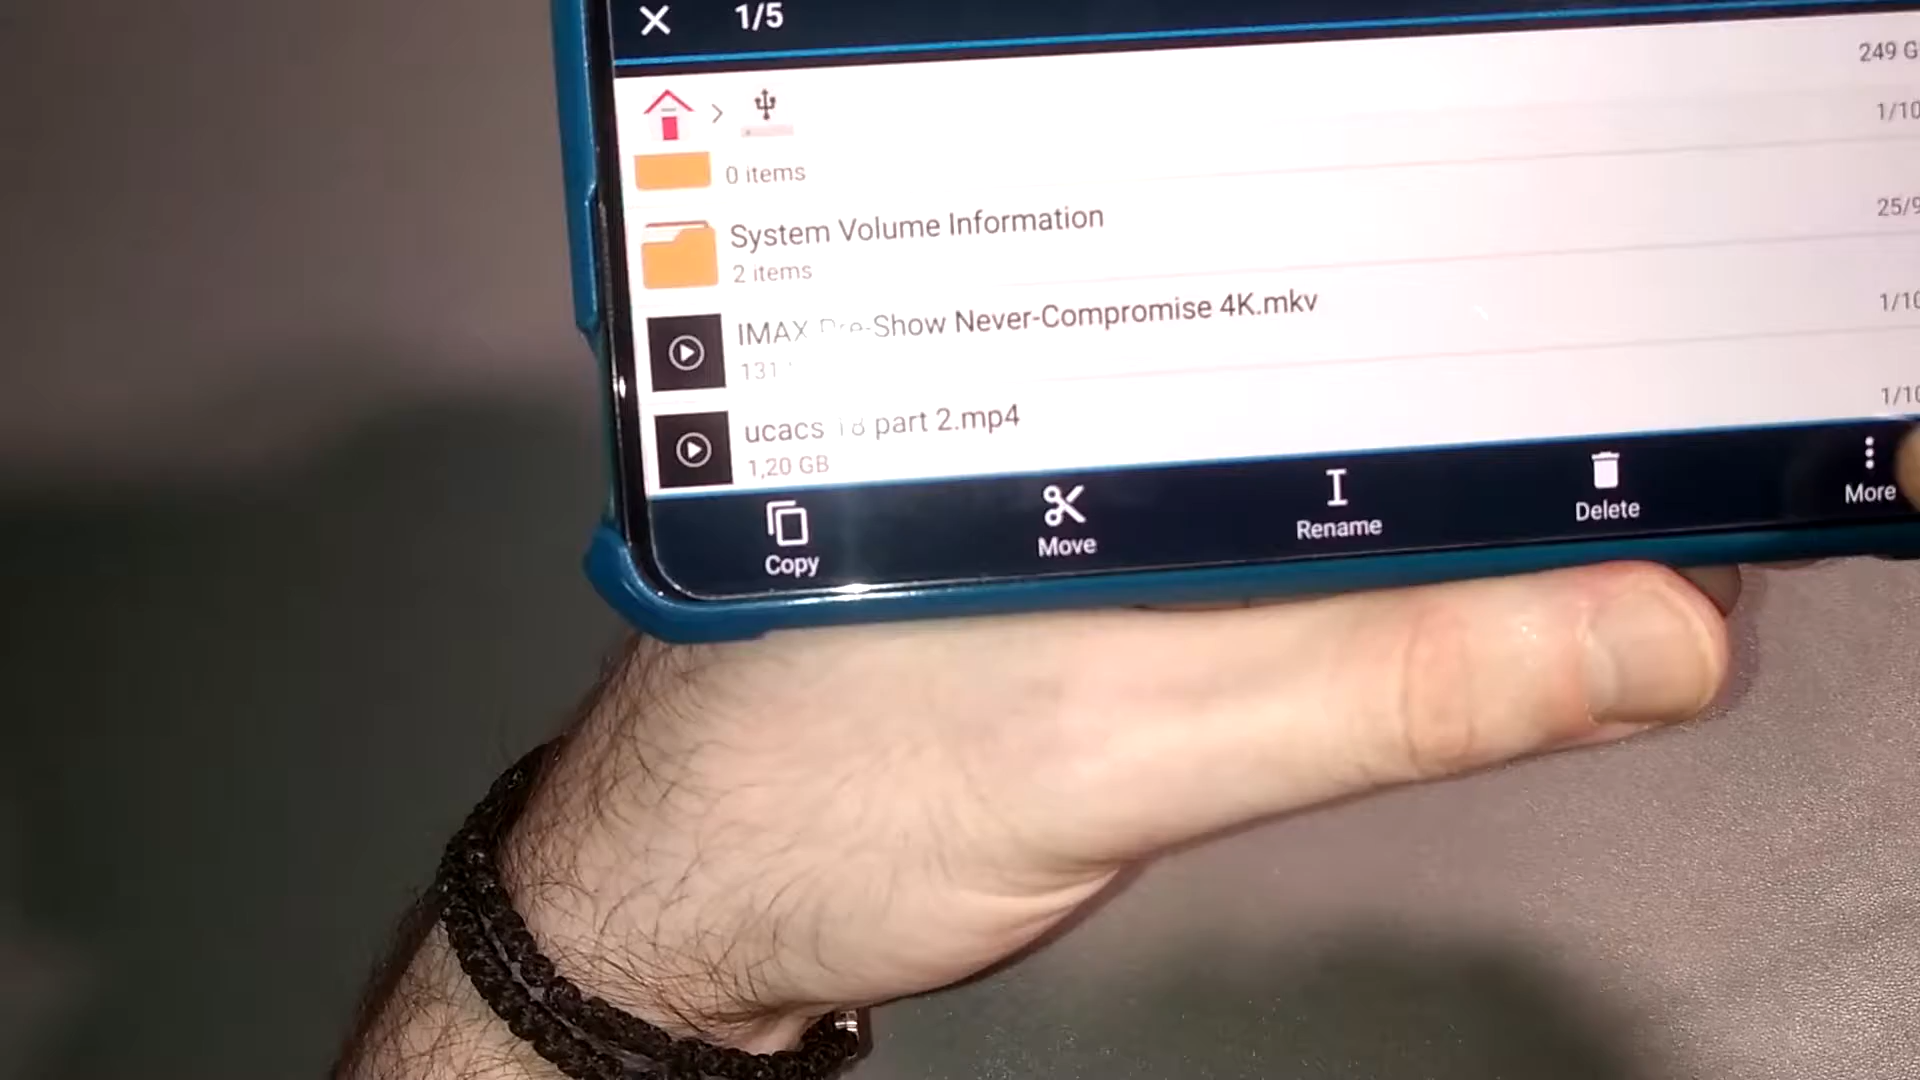 1/5
249 G
1/10
0 items
System Volume Information
25/9
2 items
IMAX Pre-Show Never-Compromise 4K.mkv
1/10
131
ucacs 18 part 2.mp4
1/10
1,20 GB
Copy
Move
Rename
Delete
More